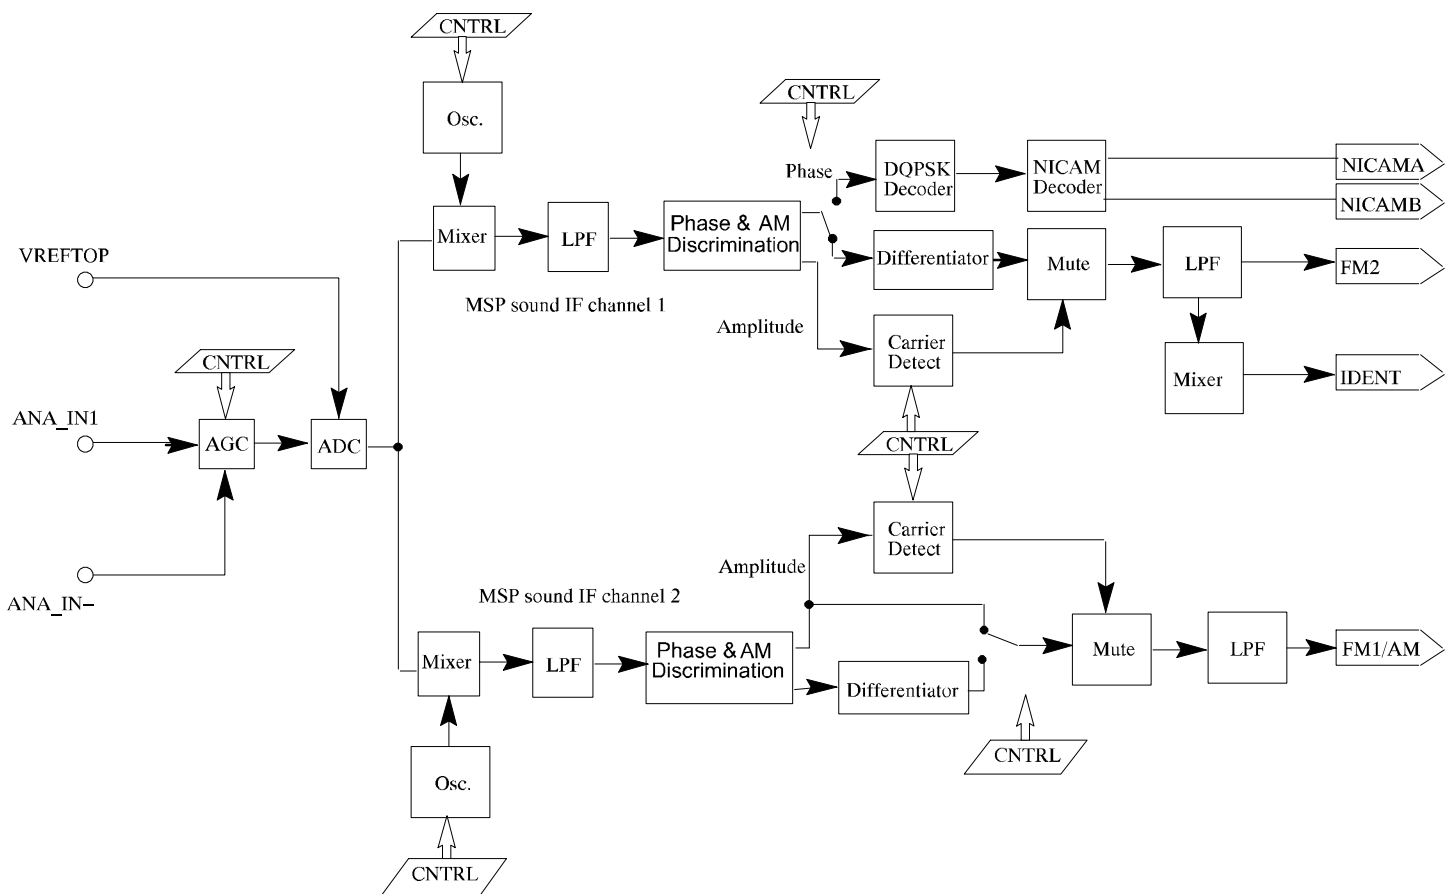 CNTRL
Osc.
CNTRL
Phase
DQPSK
Decoder
NICAM
Decoder
NICAMA
NICAMB
Mixer
LPF
Phase & AM
Discrimination
Differentiator
Mute
LPF
FM2
VREFTOP
MSP sound IF channel 1
Amplitude
Carrier
Detect
Mixer
IDENT
CNTRL
ANA_IN1
AGC
ADC
CNTRL
Carrier
Detect
Amplitude
ANA_IN-
MSP sound IF channel 2
Mixer
LPF
Phase & AM
Discrimination
Differentiator
Mute
LPF
FM1/AM
CNTRL
Osc.
CNTRL